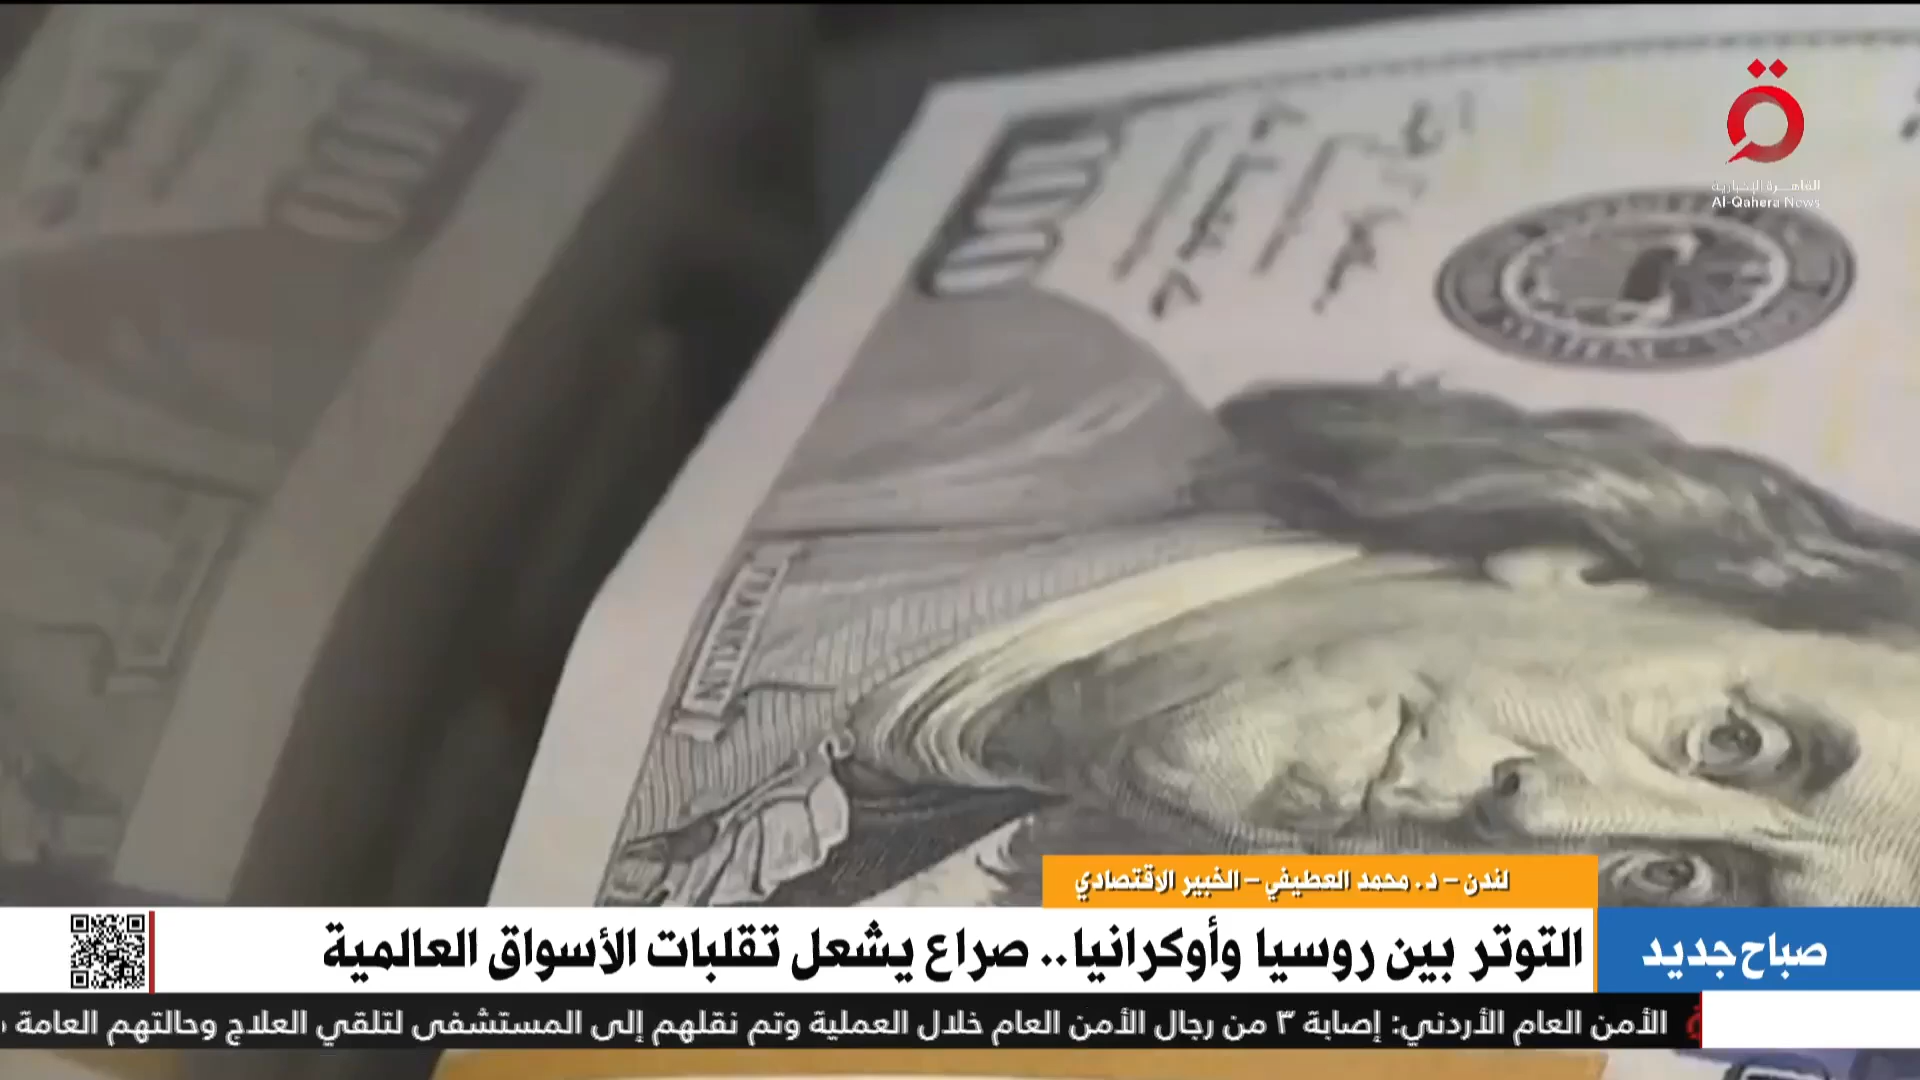 القاهرة الإخبارية
Al-Qahera News
100
FRANKLIN
لندن - د. محمد العطيفي - الخبير الاقتصادي
صباح جديد
التوتر بين روسيا وأوكرانيا.. صراع يشعل تقلبات الأسواق العالمية
الأمن العام الأردني: إصابة ٣ من رجال الأمن العام خلال العملية وتم نقلهم إلى المستشفى لتلقي العلاج وحالتهم العامة